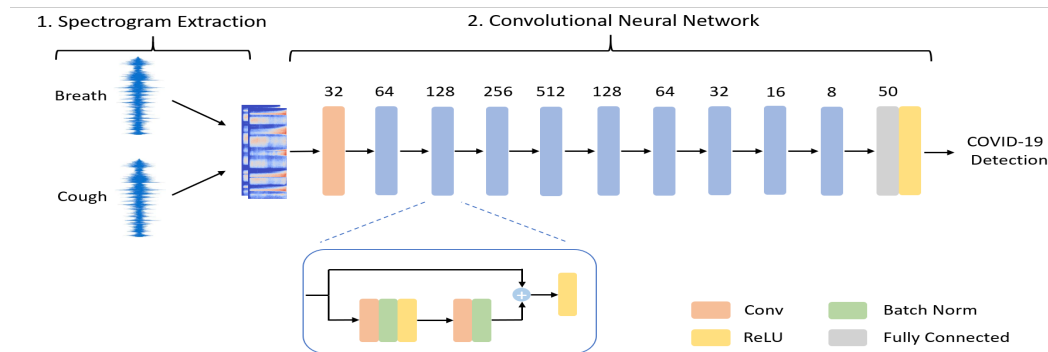 1. Spectrogram Extraction
2. Convolutional Neural Network
Breath
Cough
32 64 128 256 512 128 64 32 16 8 50
COVID-19
Detection
Conv
Batch Norm
ReLU
Fully Connected